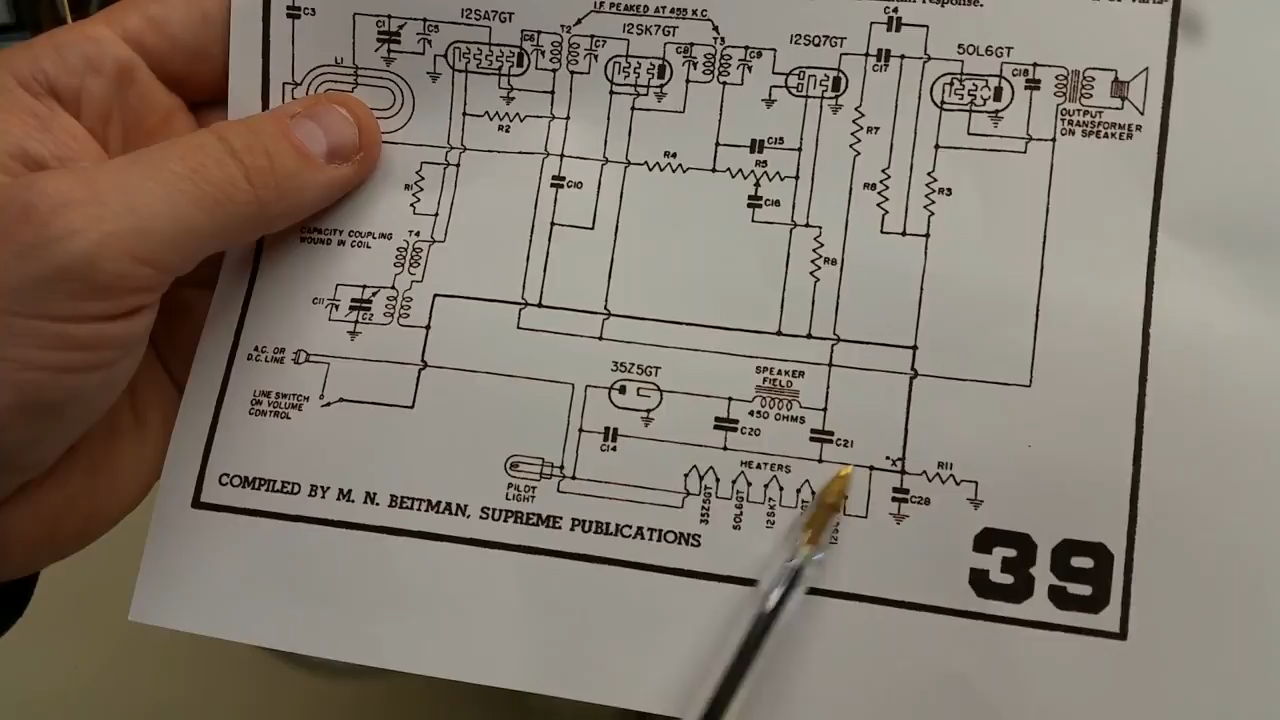 mum response.
I.F. PEAKED AT 455 K.C.
12SA7GT
12SK7GT
12SQ7GT
50L6GT
C3
C1
C5
C6
T2
C7
C8
T3
C9
C4
C17
C18
L1
R2
R4
C15
R5
C16
R7
R8
R3
OUTPUT
TRANSFORMER
ON SPEAKER
R1
C10
R8
CAPACITY COUPLING
WOUND IN COIL
T4
C11
C2
A.C. OR
D.C. LINE
LINE SWITCH
ON VOLUME
CONTROL
35Z5GT
SPEAKER
FIELD
450 OHMS
C20
C21
C14
PILOT
LIGHT
HEATERS
35Z5GT
50L6GT
12SK7
"X"
R11
C28
COMPILED BY M. N. BEITMAN, SUPREME PUBLICATIONS
39